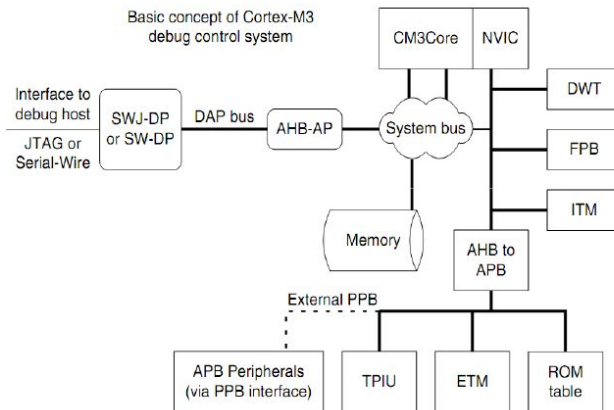 Basic concept of Cortex-M3
debug control system
CM3Core
NVIC
DWT
Interface to
debug host
SWJ-DP
or SW-DP
DAP bus
AHB-AP
System bus
FPB
JTAG or
Serial-Wire
ITM
Memory
AHB to
APB
External PPB
APB Peripherals
(via PPB interface)
TPIU
ETM
ROM
table